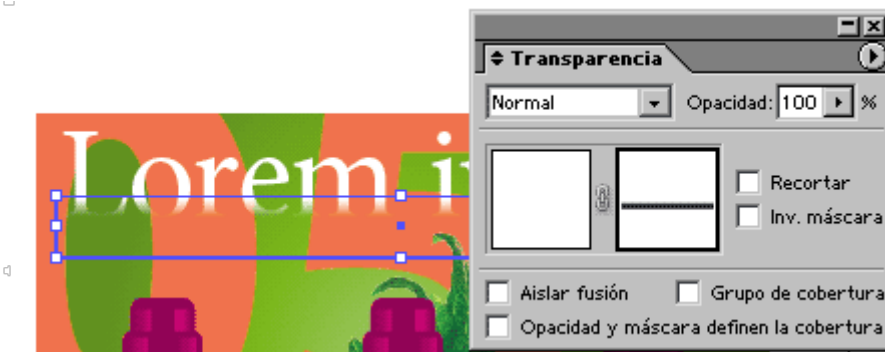 Transparencia
Normal Opacidad: 100 %
Lorem i
Recortar
Inv. máscara
Aislar fusión Grupo de cobertura
Opacidad y máscara definen la cobertura